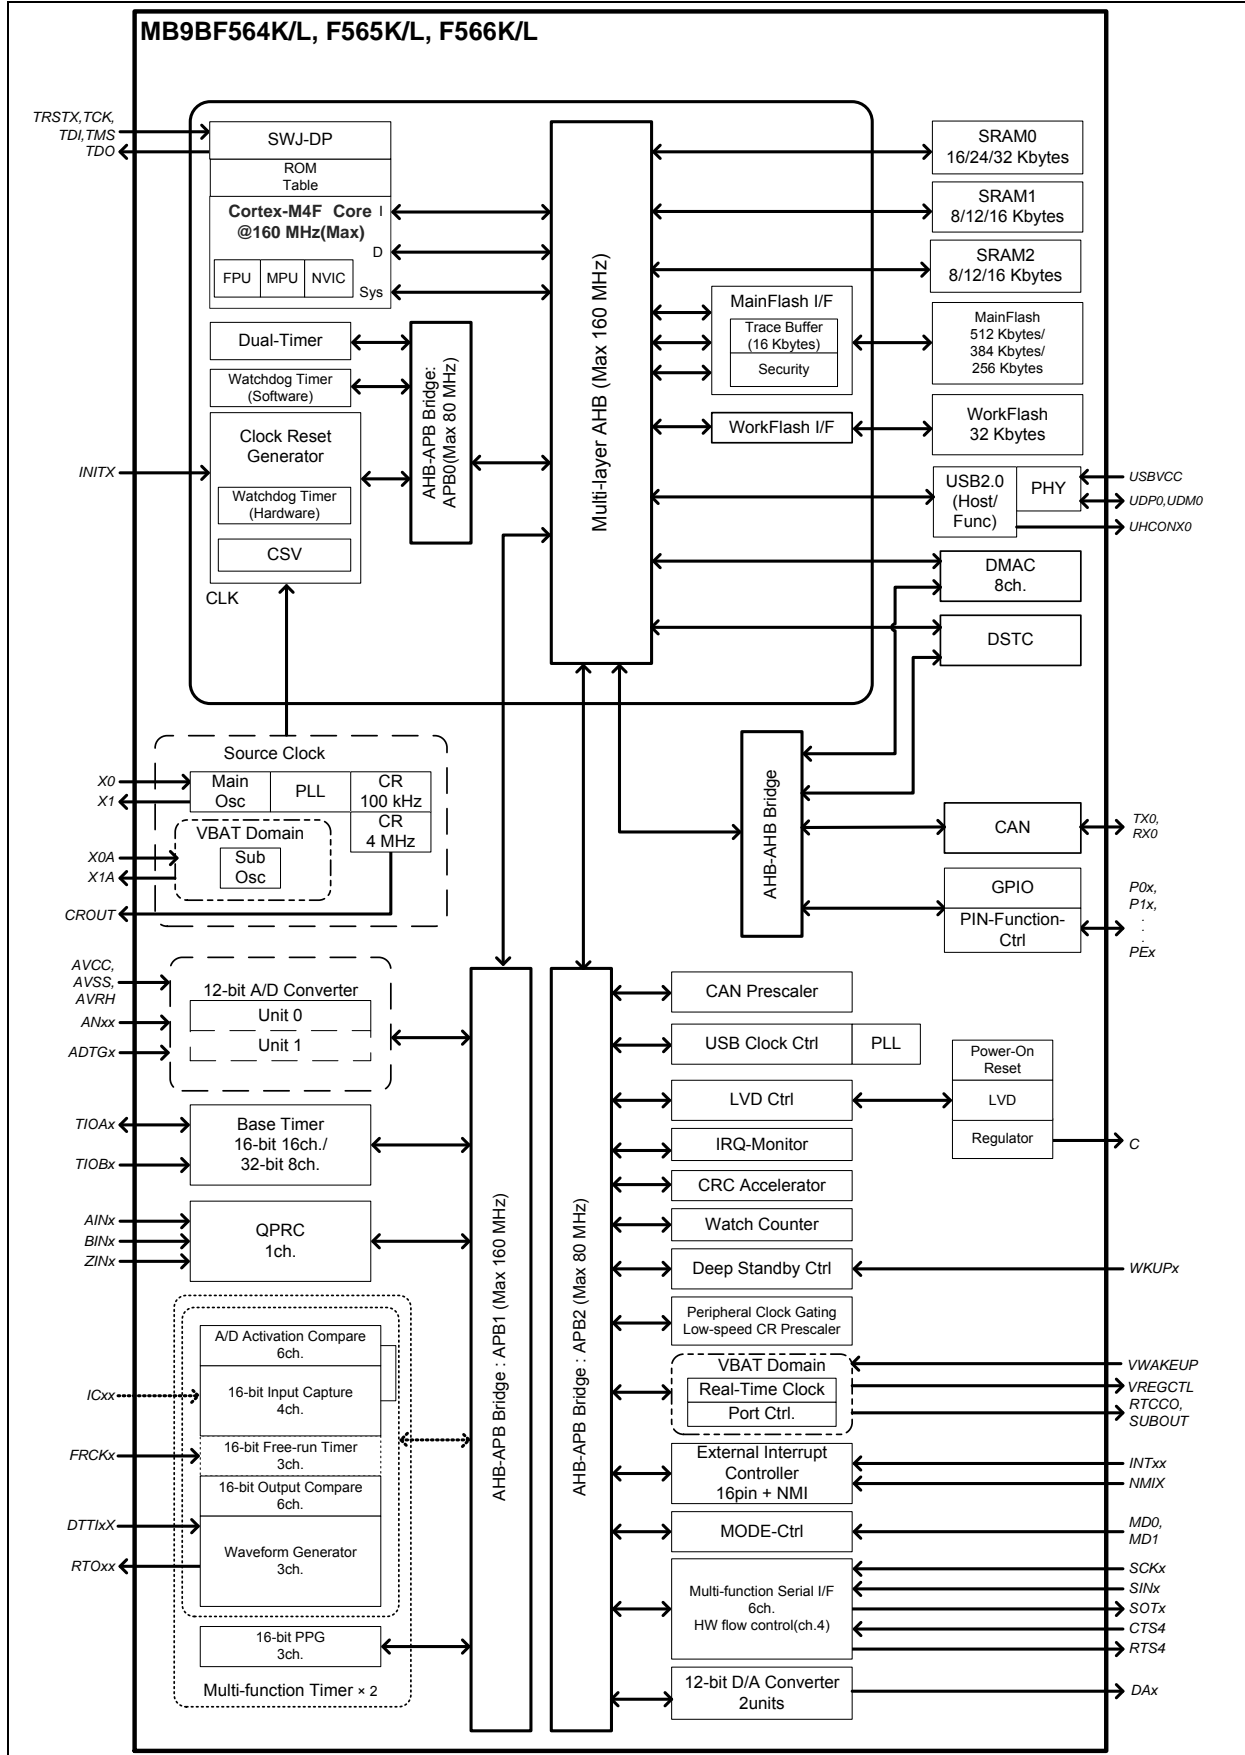 MB9BF564K/L, F565K/L, F566K/L
TRSTX,TCK,
TDI,TMS
TDO
SWJ-DP
ROM
Table
Cortex-M4F Core
@160 MHz(Max)
I
D
Sys
FPU
MPU
NVIC
Dual-Timer
Watchdog Timer
(Software)
Clock Reset
Generator
Watchdog Timer
(Hardware)
CSV
CLK
INITX
AHB-APB Bridge:
APB0(Max 80 MHz)
Multi-layer AHB (Max 160 MHz)
SRAM0
16/24/32 Kbytes
SRAM1
8/12/16 Kbytes
SRAM2
8/12/16 Kbytes
MainFlash I/F
Trace Buffer
(16 Kbytes)
Security
MainFlash
512 Kbytes/
384 Kbytes/
256 Kbytes
WorkFlash I/F
WorkFlash
32 Kbytes
USB2.0
(Host/
Func)
PHY
USBVCC
UDP0,UDM0
UHCONX0
DMAC
8ch.
DSTC
Source Clock
X0
X1
Main
Osc
PLL
CR
100 kHz
CR
4 MHz
VBAT Domain
Sub
Osc
X0A
X1A
CROUT
AHB-AHB Bridge
CAN
TX0,
RX0
GPIO
PIN-Function-
Ctrl
P0x,
P1x,
.
.
PEx
AVCC,
AVSS,
AVRH
ANxx
ADTGx
12-bit A/D Converter
Unit 0
Unit 1
TIOAx
TIOBx
Base Timer
16-bit 16ch./
32-bit 8ch.
AINx
BINx
ZINx
QPRC
1ch.
A/D Activation Compare
6ch.
ICxx
16-bit Input Capture
4ch.
FRCKx
16-bit Free-run Timer
3ch.
16-bit Output Compare
6ch.
DTTIxX
RTOxx
Waveform Generator
3ch.
16-bit PPG
3ch.
Multi-function Timer × 2
AHB-APB Bridge : APB1 (Max 160 MHz)
AHB-APB Bridge : APB2 (Max 80 MHz)
CAN Prescaler
USB Clock Ctrl
PLL
LVD Ctrl
Power-On
Reset
LVD
Regulator
C
IRQ-Monitor
CRC Accelerator
Watch Counter
Deep Standby Ctrl
WKUPx
Peripheral Clock Gating
Low-speed CR Prescaler
VBAT Domain
Real-Time Clock
Port Ctrl.
VWAKEUP
VREGCTL
RTCCO,
SUBOUT
External Interrupt
Controller
16pin + NMI
INTxx
NMIX
MODE-Ctrl
MD0,
MD1
Multi-function Serial I/F
6ch.
HW flow control(ch.4)
SCKx
SINx
SOTx
CTS4
RTS4
12-bit D/A Converter
2units
DAx